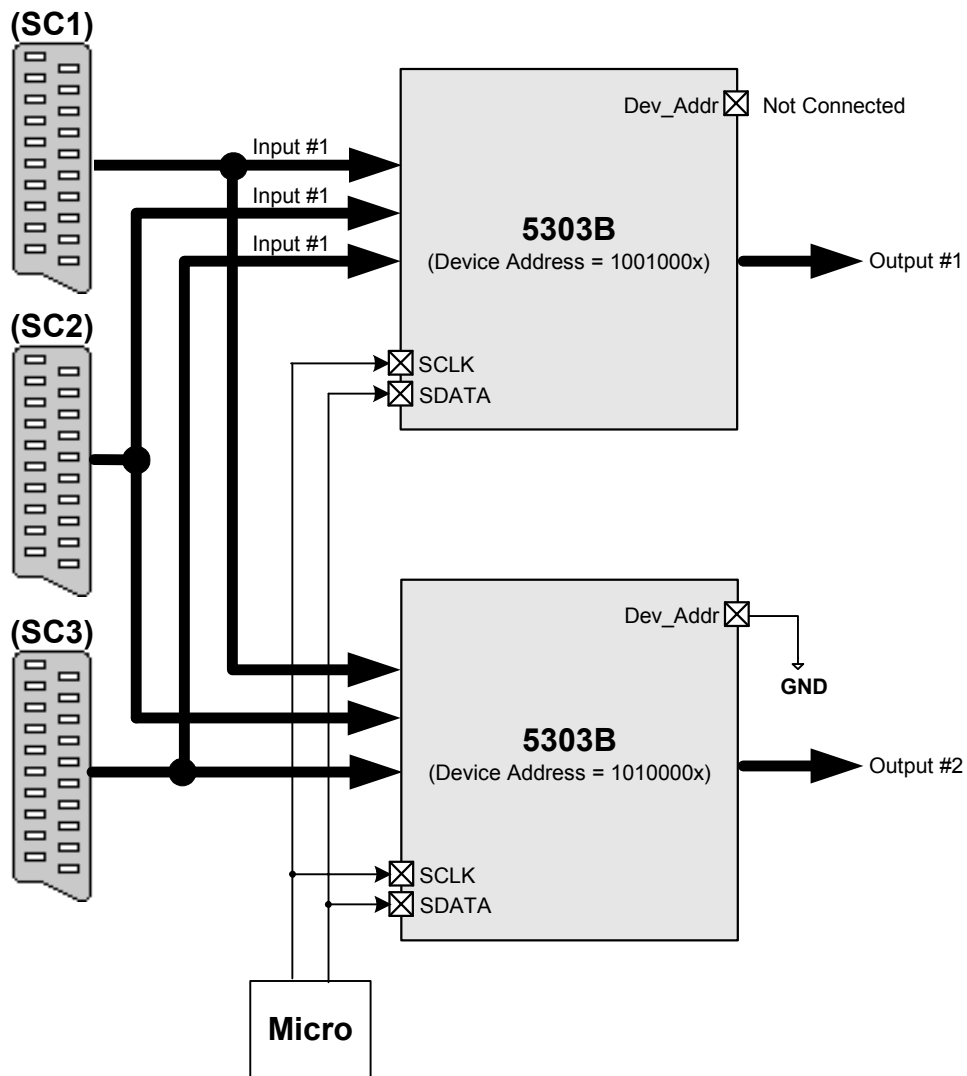 (SC1)
Dev_Addr Not Connected
Input #1
Input #1
Input #1
5303B
(Device Address = 1001000x)
Output #1
(SC2)
SCLK
SDATA
(SC3)
Dev_Addr
GND
5303B
(Device Address = 1010000x)
Output #2
SCLK
SDATA
Micro